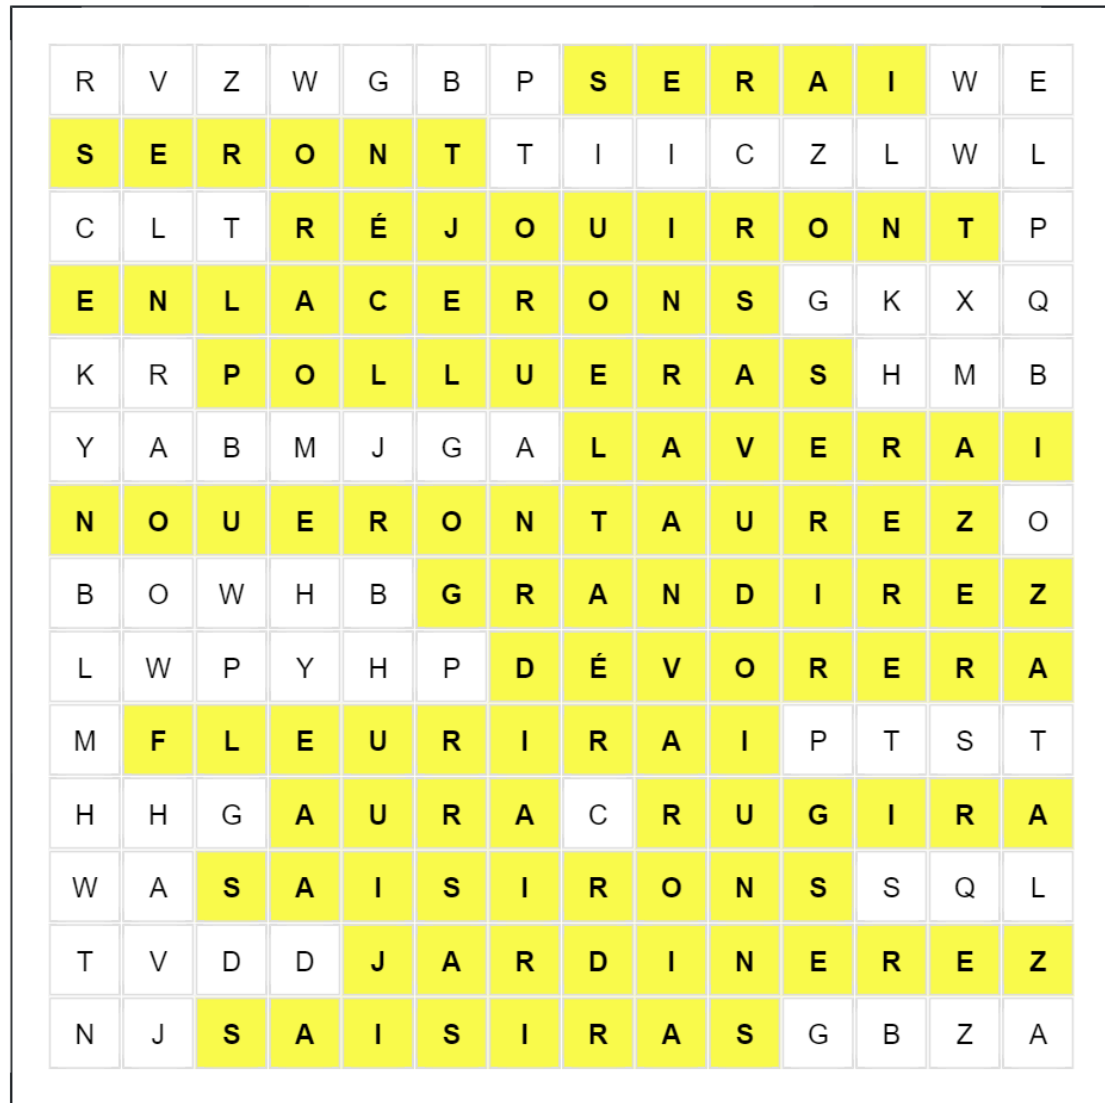 R V Z W G B P S E R A I W E
S E R O N T T I I C Z L W L
C L T R É J O U I R O N T P
E N L A C E R O N S G K X Q
K R P O L L U E R A S H M B
Y A B M J G A L A V E R A I
N O U E R O N T A U R E Z O
B O W H B G R A N D I R E Z
L W P Y H P D É V O R E R A
M F L E U R I R A I P T S T
H H G A U R A C R U G I R A
W A S A I S I R O N S S Q L
T V D D J A R D I N E R E Z
N J S A I S I R A S G B Z A